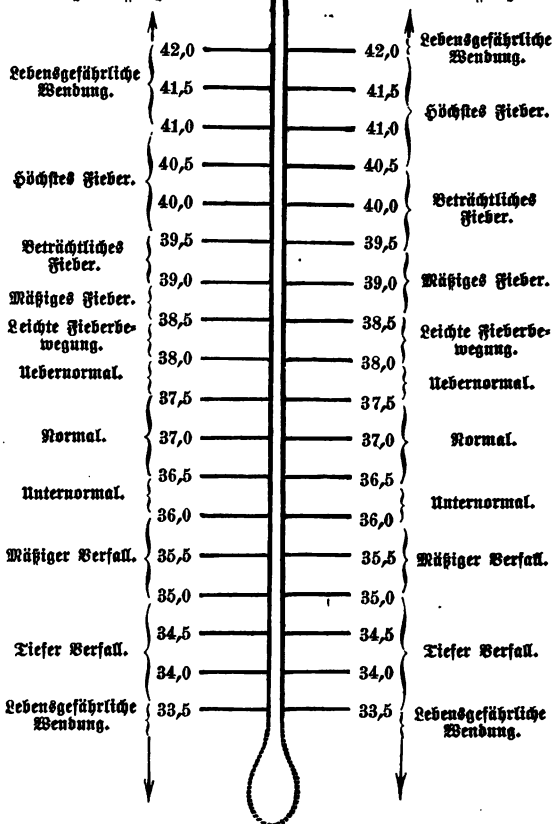 Lebensgefährliche
Wendung.
Höchstes Fieber.
Beträchtliches
Fieber.
Mäßiges Fieber.
Leichte Fieberbe-
wegung.
Uebernormal.
Normal.
Unternormal.
Mäßiger Verfall.
Tiefer Verfall.
Lebensgefährliche
Wendung.
42,0
41,5
41,0
40,5
40,0
39,5
39,0
38,5
38,0
37,5
37,0
36,5
36,0
35,5
35,0
34,5
34,0
33,5
42,0
41,5
41,0
40,5
40,0
39,5
39,0
38,5
38,0
37,5
37,0
36,5
36,0
35,5
35,0
34,5
34,0
33,5
Lebensgefährliche
Wendung.
Höchstes Fieber.
Beträchtliches
Fieber.
Mäßiges Fieber.
Leichte Fieberbe-
wegung.
Uebernormal.
Normal.
Unternormal.
Mäßiger Verfall.
Tiefer Verfall.
Lebensgefährliche
Wendung.